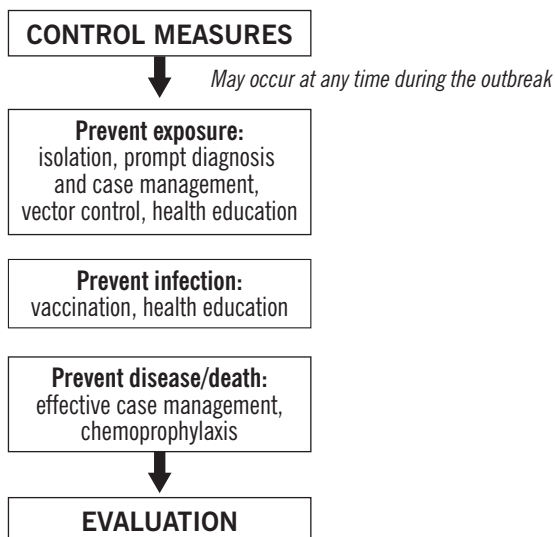 CONTROL MEASURES
May occur at any time during the outbreak
Prevent exposure:
isolation, prompt diagnosis
and case management,
vector control, health education
Prevent infection:
vaccination, health education
Prevent disease/death:
effective case management,
chemoprophylaxis
EVALUATION